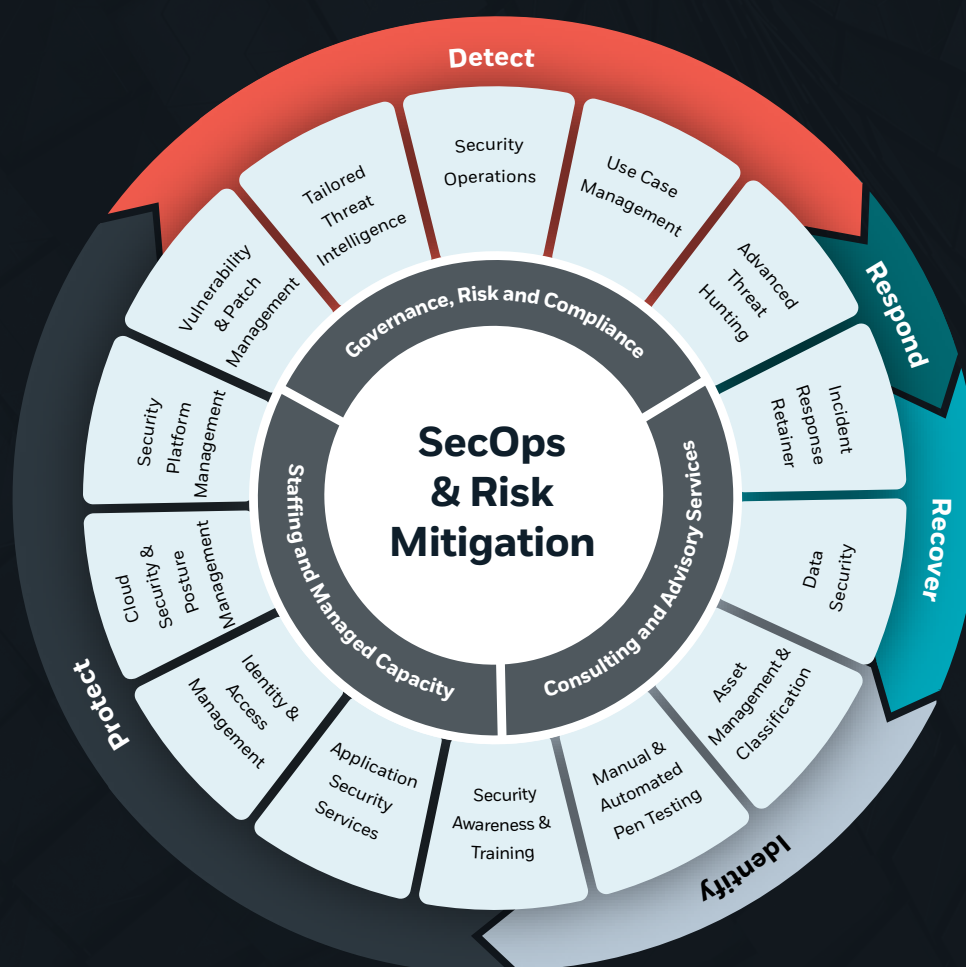 Detect
Respond
Recover
Identify
Protect
Security
Operations
Use Case
Management
Advanced
Threat
Hunting
Incident
Response
Retainer
Data
Security
Asset
Management &
Classification
Manual &
Automated
Pen Testing
Security
Awareness &
Training
Application
Security
Services
Identity &
Access
Management
Cloud
Security &
Posture
Management
Security
Platform
Management
Vulnerability
& Patch
Management
Tailored
Threat
Intelligence
Governance, Risk and Compliance
Consulting and Advisory Services
Staffing and Managed Capacity
SecOps
& Risk
Mitigation